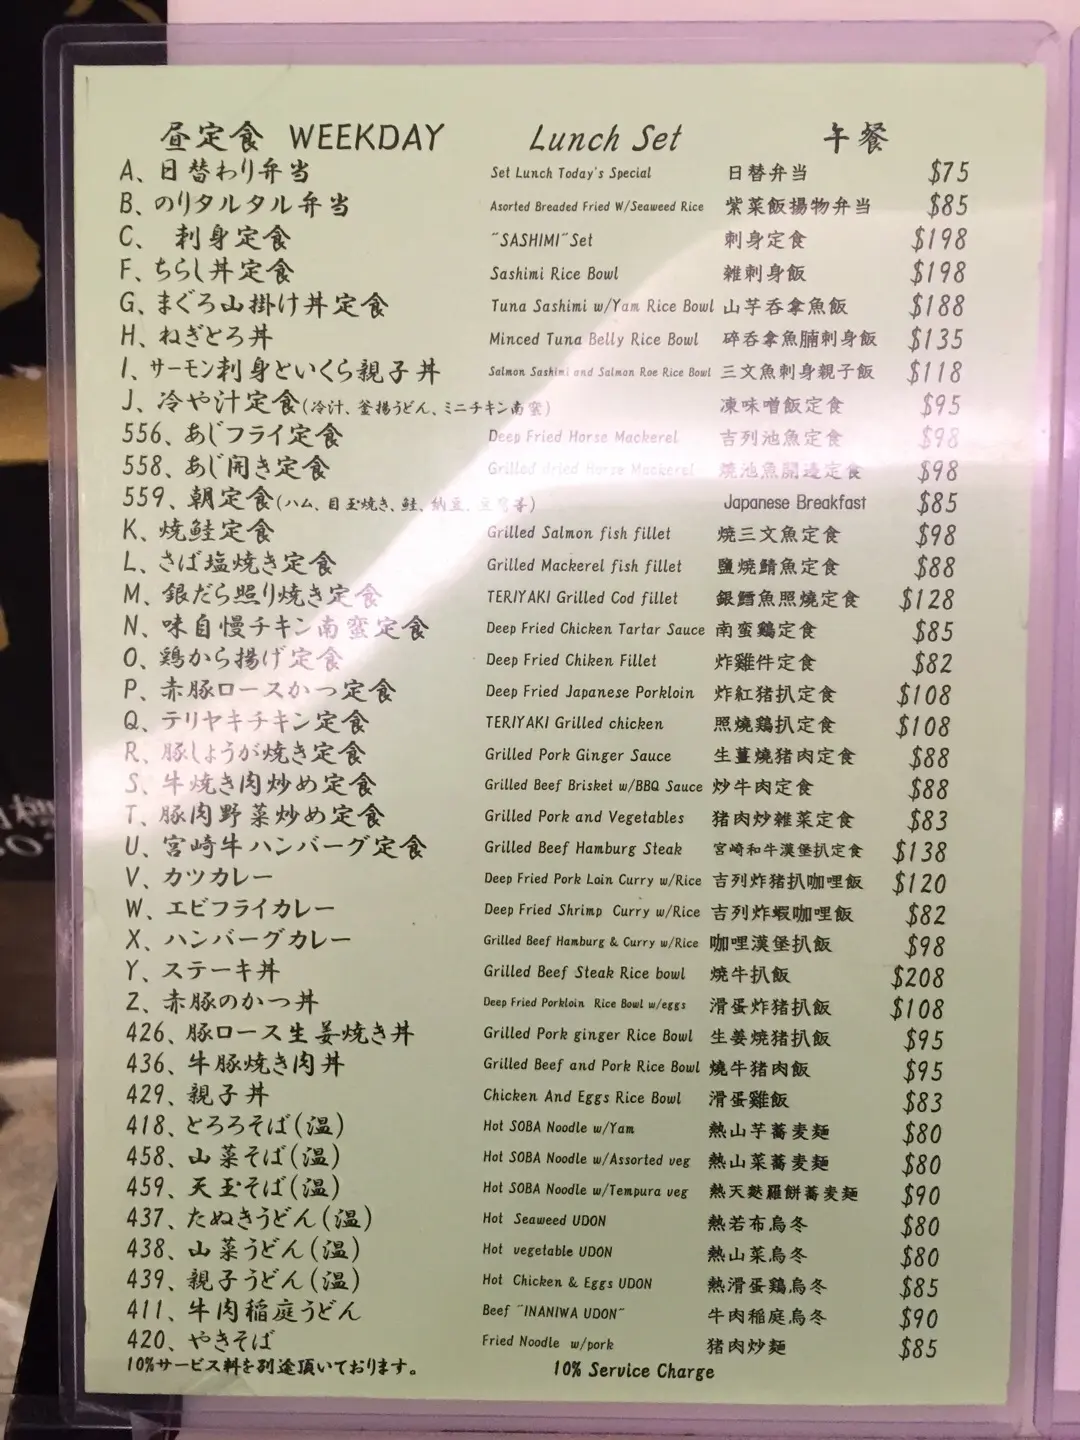 昼定食 WEEKDAY Lunch Set 午餐
A、日替わり弁当 Set Lunch Today's Special 日替弁当 $75
B、のりタルタル弁当 Asorted Breaded Fried W/Seaweed Rice 紫菜飯揚物弁当 $85
C、 刺身定食 "SASHIMI"Set 刺身定食 $198
F、ちらし丼定食 Sashimi Rice Bowl 雑刺身飯 $198
G、まぐろ山掛け丼定食 Tuna Sashimi w/Yam Rice Bowl 山芋吞拿魚飯 $188
H、ねぎとろ丼 Minced Tuna Belly Rice Bowl 碎吞拿魚腩刺身飯 $135
I、サーモン刺身といくら親子丼 Salmon Sashimi and Salmon Roe Rice Bowl 三文魚刺身親子飯 $118
J、冷や汁定食(冷汁、釜揚うどん、ミニチキン南蛮) 凍味噌飯定食 $95
556、あじフライ定食 Deep Fried Horse Mackerel 吉列池魚定食 $98
558、あじ開き定食 Grilled dried Horse Mackerel 焼池魚開邊定食 $98
559、朝定食(ハム、目玉焼き、鮭、納豆、豆腐等) Japanese Breakfast $85
K、焼鮭定食 Grilled Salmon fish fillet 燒三文魚定食 $98
L、さば塩焼き定食 Grilled Mackerel fish fillet 鹽燒鯖魚定食 $88
M、銀だら照り焼き定食 TERIYAKI Grilled Cod fillet 銀鱈魚照燒定食 $128
N、味自慢チキン南蛮定食 Deep Fried Chicken Tartar Sauce 南蛮鶏定食 $85
O、鶏から揚げ定食 Deep Fried Chiken Fillet 炸雞件定食 $82
P、赤豚ロースかつ定食 Deep Fried Japanese Porkloin 炸紅猪扒定食 $108
Q、テリヤキチキン定食 TERIYAKI Grilled chicken 照燒鶏扒定食 $108
R、豚しょうが焼き定食 Grilled Pork Ginger Sauce 生薑燒猪肉定食 $88
S、牛焼き肉炒め定食 Grilled Beef Brisket w/BBQ Sauce 炒牛肉定食 $88
T、豚肉野菜炒め定食 Grilled Pork and Vegetables 猪肉炒雑菜定食 $83
U、宮崎牛ハンバーグ定食 Grilled Beef Hamburg Steak 宮崎和牛漢堡扒定食 $138
V、カツカレー Deep Fried Pork Loin Curry w/Rice 吉列炸猪扒咖哩飯 $120
W、エビフライカレー Deep Fried Shrimp Curry w/Rice 吉列炸蝦咖哩飯 $82
X、ハンバーグカレー Grilled Beef Hamburg & Curry w/Rice 咖哩漢堡扒飯 $98
Y、ステーキ丼 Grilled Beef Steak Rice bowl 燒牛扒飯 $208
Z、赤豚のかつ丼 Deep Fried Porkloin Rice Bowl w/eggs 滑蛋炸猪扒飯 $108
426、豚ロース生姜焼き丼 Grilled Pork ginger Rice Bowl 生姜燒猪扒飯 $95
436、牛豚焼き肉丼 Grilled Beef and Pork Rice Bowl 燒牛猪肉飯 $95
429、親子丼 Chicken And Eggs Rice Bowl 滑蛋雞飯 $83
418、とろろそば(温) Hot SOBA Noodle w/Yam 熱山芋蕎麦麺 $80
458、山菜そば(温) Hot SOBA Noodle w/Assorted veg 熱山菜蕎麦麺 $80
459、天玉そば(温) Hot SOBA Noodle w/Tempura veg 熱天麩羅餅蕎麦麺 $90
437、たぬきうどん(温) Hot Seaweed UDON 熱若布烏冬 $80
438、山菜うどん(温) Hot vegetable UDON 熱山菜烏冬 $80
439、親子うどん(温) Hot Chicken & Eggs UDON 熱滑蛋鶏烏冬 $85
411、牛肉稲庭うどん Beef "INANIWA UDON" 牛肉稲庭烏冬 $90
420、やきそば Fried Noodle w/pork 猪肉炒麺 $85
10%サービス料を別途頂いております。 10% Service Charge